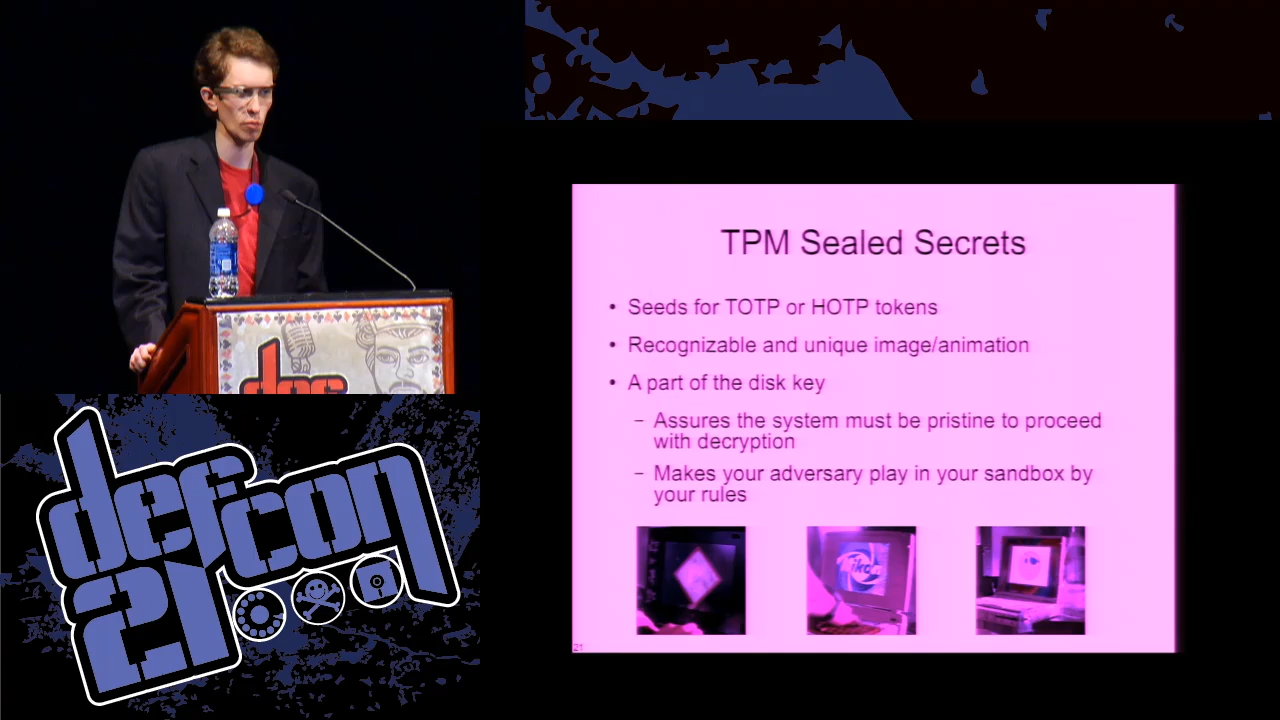 TPM Sealed Secrets
• Seeds for TOTP or HOTP tokens
• Recognizable and unique image/animation
• A part of the disk key
– Assures the system must be pristine to proceed
with decryption
– Makes your adversary play in your sandbox by
your rules
21
def
defcon
21